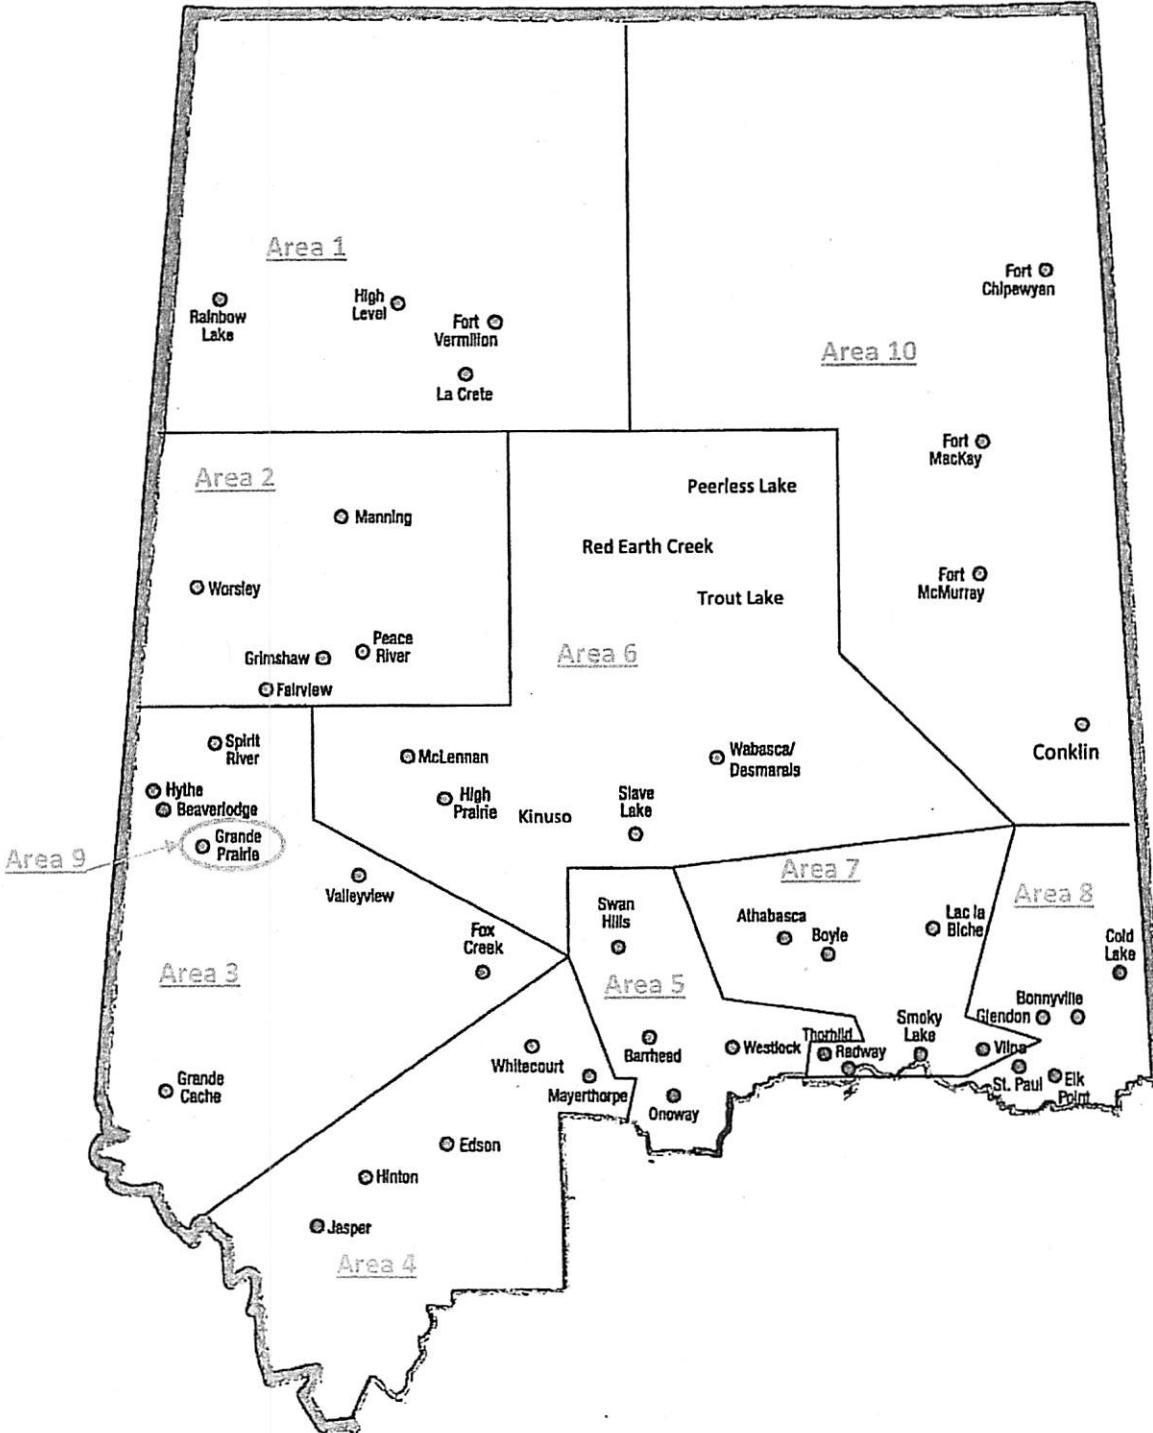 Area 1
Rainbow
Lake
High
Level
Fort
Vermilion
La Crete
Area 10
Fort
Chipewyan
Fort
MacKay
Fort
McMurray
Conklin
Area 2
Manning
Worsley
Grimshaw
Peace
River
Fairview
Peerless Lake
Red Earth Creek
Trout Lake
Area 6
McLennan
High
Prairie
Kinuso
Slave
Lake
Wabasca/
Desmarais
Spirit
River
Hythe
Beaverlodge
Grande
Prairie
Area 9
Valleyview
Fox
Creek
Area 3
Grande
Cache
Swan
Hills
Area 5
Barrhead
Westlock
Onoway
Area 7
Athabasca
Boyle
Lac la
Biche
Thorhild
Redway
Smoky
Lake
Vilna
Area 8
Cold
Lake
Bonnyville
Glendon
St. Paul
Elk
Point
Whitecourt
Mayerthorpe
Edson
Hinton
Jasper
Area 4